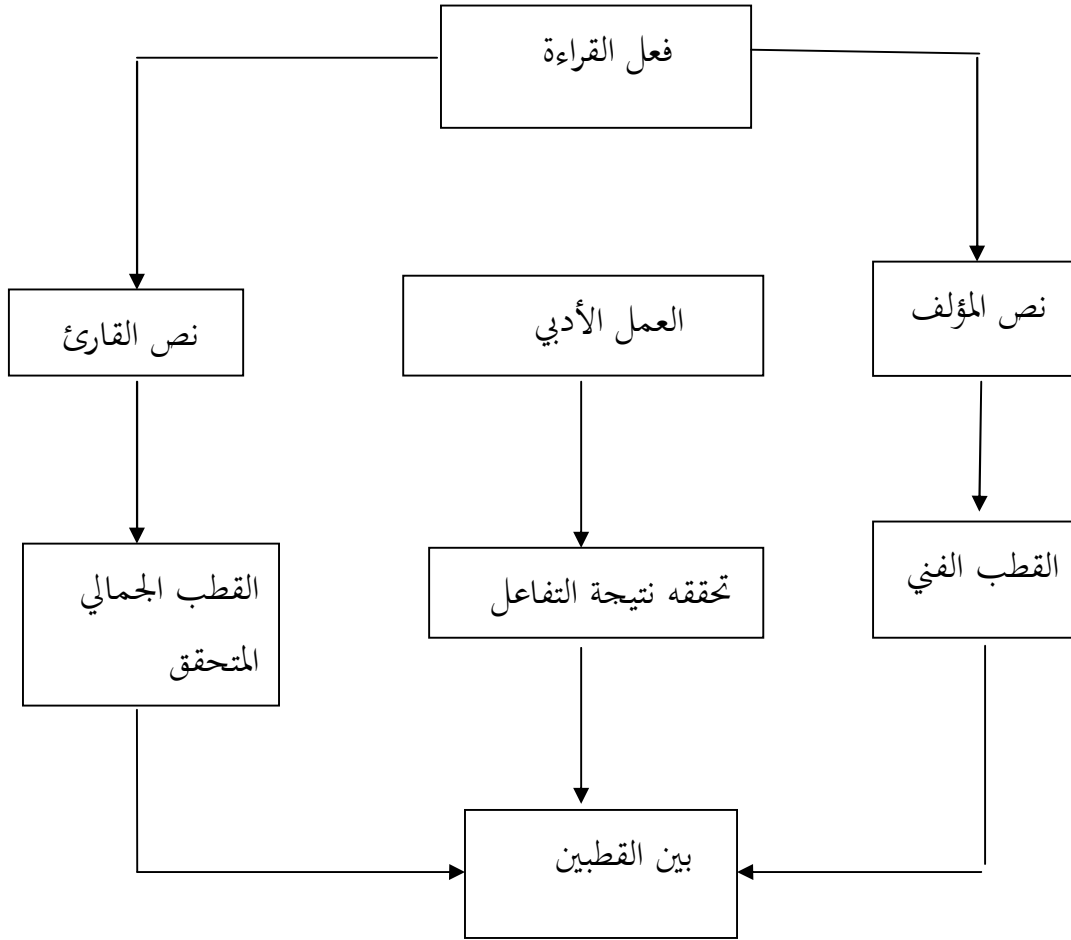 فعل القراءة
نص المؤلف
العمل الأدبي
نص القارئ
القطب الفني
تحققه نتيجة التفاعل
القطب الجمالي
المتحقق
بين القطبين